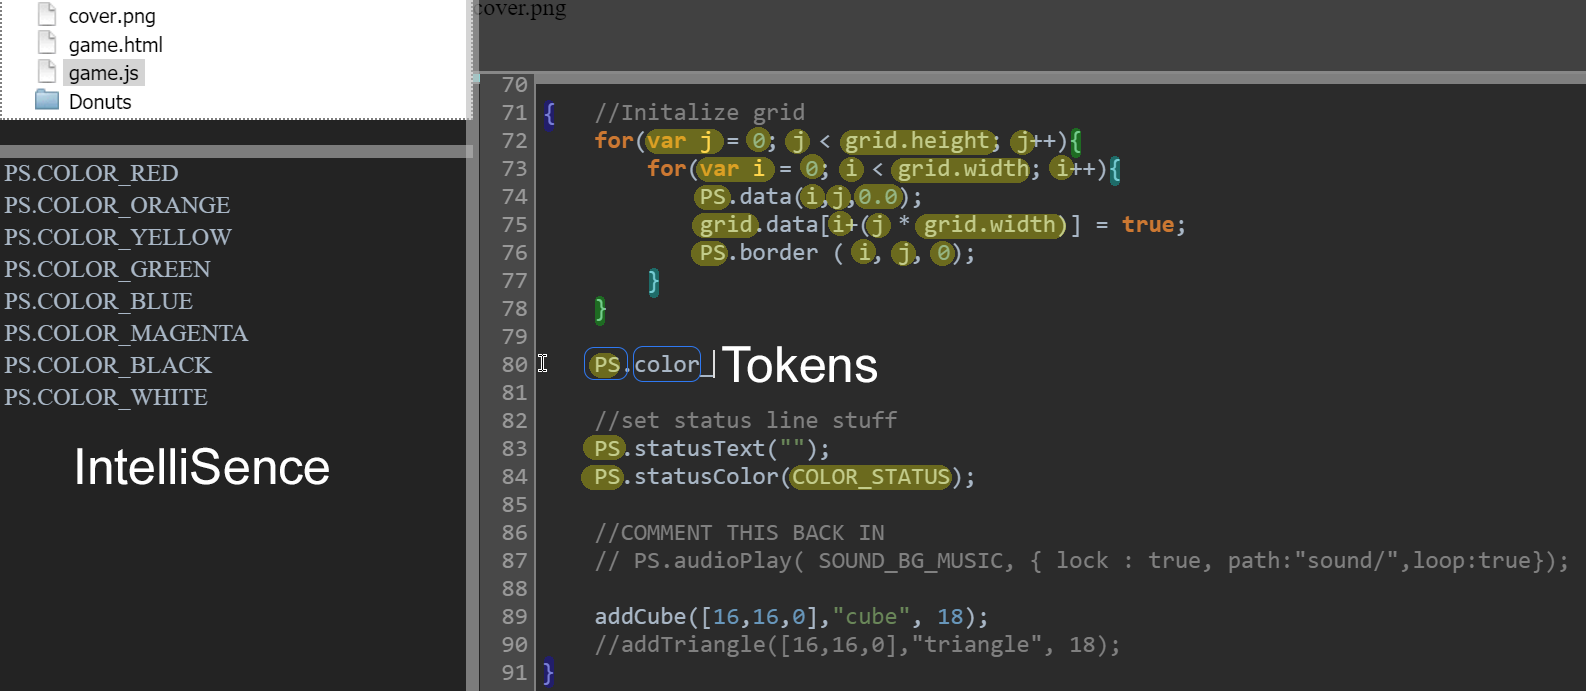 cover.png
game.html
game.js
Donuts
PS.COLOR_RED
PS.COLOR_ORANGE
PS.COLOR_YELLOW
PS.COLOR_GREEN
PS.COLOR_BLUE
PS.COLOR_MAGENTA
PS.COLOR_BLACK
PS.COLOR_WHITE
IntelliSence
cover.png
70
71 { //Initalize grid
72 for(var j = 0; j < grid.height; j++){
73 for(var i = 0; i < grid.width; i++){
74 PS.data(i,j,0.0);
75 grid.data[i+(j * grid.width)] = true;
76 PS.border ( i, j, 0);
77 }
78 }
79
80 PS.color_ Tokens
81
82 //set status line stuff
83 PS.statusText("");
84 PS.statusColor(COLOR_STATUS);
85
86 //COMMENT THIS BACK IN
87 // PS.audioPlay( SOUND_BG_MUSIC, { lock : true, path:"sound/",loop:true});
88
89 addCube([16,16,0],"cube", 18);
90 //addTriangle([16,16,0],"triangle", 18);
91 }